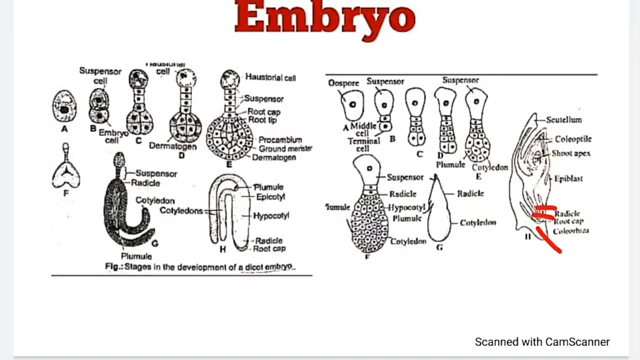 Embryo
Haustorial
cell
Suspensor
cell
Embryo
cell
A
B
C
D
Dermatogen
Haustorial cell
Suspensor
Root cap
Root tip
Procambium
Ground meristem
Dermatogen
E
F
Suspensor
Radicle
Cotyledon
Plumule
G
Cotyledons
Plumule
Epicotyl
Hypocotyl
Radicle
Root cap
H
Fig.: Stages in the development of a dicot embryo.
Oospore
Suspensor
Suspensor
A Middle
cell
Terminal
cell
B
C
D
Plumule
Cotyledon
E
Suspensor
Radicle
Hypocotyl
Plumule
Plumule
Cotyledon
F
Radicle
Cotyledon
G
Scutellum
Coleoptile
Shoot apex
Epiblast
Radicle
Root cap
Coleorhiza
H
Scanned with CamScanner